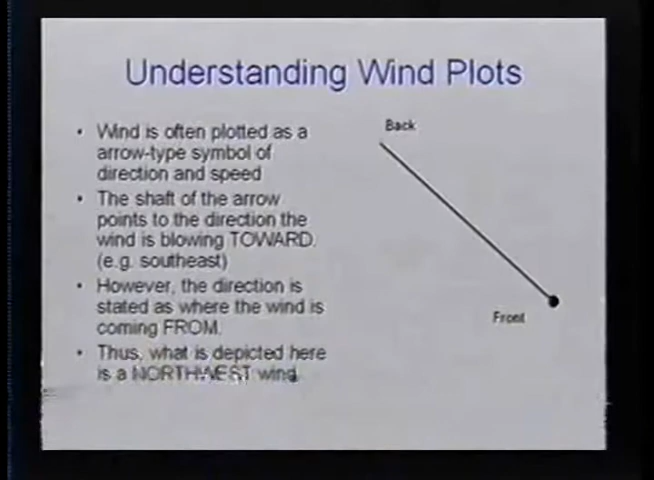 Understanding Wind Plots
• Wind is often plotted as a
arrow-type symbol of
direction and speed
• The shaft of the arrow
points to the direction the
wind is blowing TOWARD.
(e.g. southeast)
• However, the direction is
stated as where the wind is
coming FROM.
• Thus, what is depicted here
is a NORTHWEST wind.
Back
Front